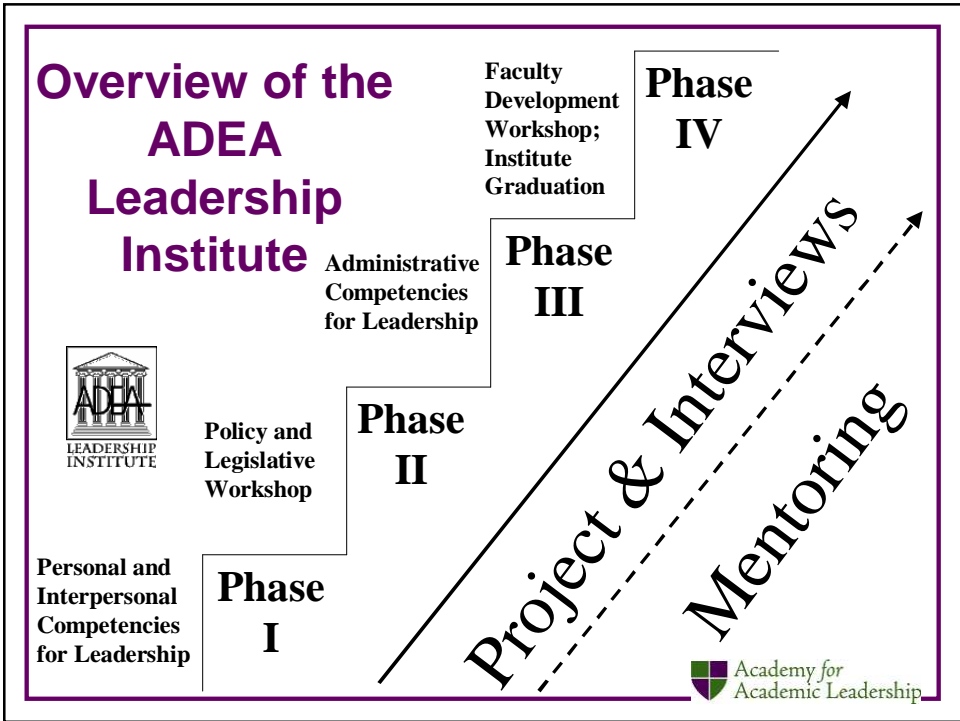 Overview of the
ADEA
Leadership
Institute
Faculty
Development
Workshop;
Institute
Graduation
Phase
IV
Administrative
Competencies
for Leadership
Phase
III
ADEA
LEADERSHIP
INSTITUTE
Policy and
Legislative
Workshop
Phase
II
Personal and
Interpersonal
Competencies
for Leadership
Phase
I
Project & Interviews
Mentoring
Academy for
Academic Leadership